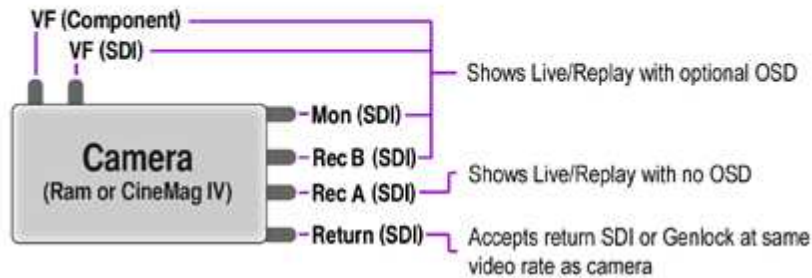 VF (Component)
VF (SDI)
Shows Live/Replay with optional OSD
Mon (SDI)
Camera
(Ram or CineMag IV)
Rec B (SDI)
Rec A (SDI)
Shows Live/Replay with no OSD
Return (SDI)
Accepts return SDI or Genlock at same
video rate as camera